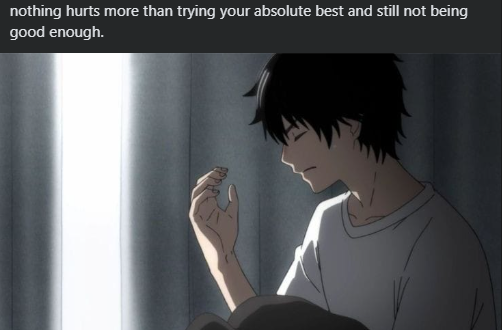 nothing hurts more than trying your absolute best and still not being
good enough.